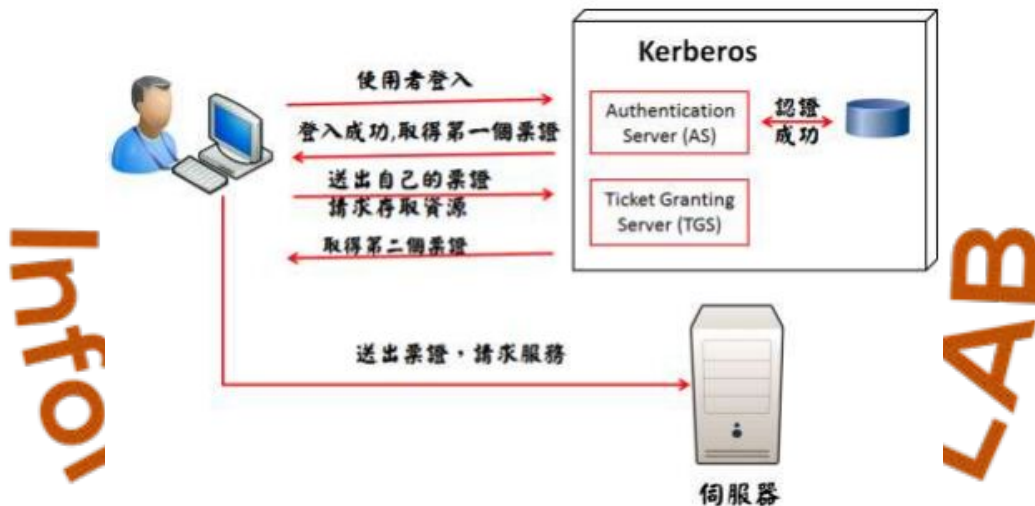 Kerberos
使用者登入
Authentication
Server (AS)
認證
成功
登入成功,取得第一個票證
送出自己的票證
請求存取資源
Ticket Granting
Server (TGS)
取得第二個票證
Infor
LAB
送出票證，請求服務
伺服器